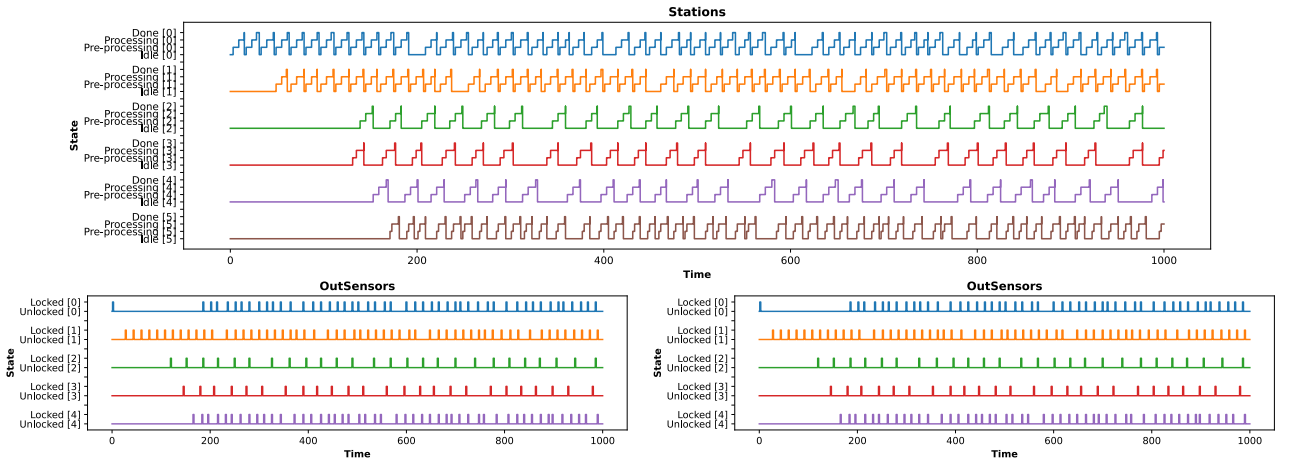 Stations
State
Done [0]
Processing [0]
Pre-processing [0]
Idle [0]
Done [1]
Processing [1]
Pre-processing [1]
Idle [1]
Done [2]
Processing [2]
Pre-processing [2]
Idle [2]
Done [3]
Processing [3]
Pre-processing [3]
Idle [3]
Done [4]
Processing [4]
Pre-processing [4]
Idle [4]
Done [5]
Processing [5]
Pre-processing [5]
Idle [5]
0 200 400 600 800 1000
Time
OutSensors
State
Locked [0]
Unlocked [0]
Locked [1]
Unlocked [1]
Locked [2]
Unlocked [2]
Locked [3]
Unlocked [3]
Locked [4]
Unlocked [4]
0 200 400 600 800 1000
Time
OutSensors
State
Locked [0]
Unlocked [0]
Locked [1]
Unlocked [1]
Locked [2]
Unlocked [2]
Locked [3]
Unlocked [3]
Locked [4]
Unlocked [4]
0 200 400 600 800 1000
Time